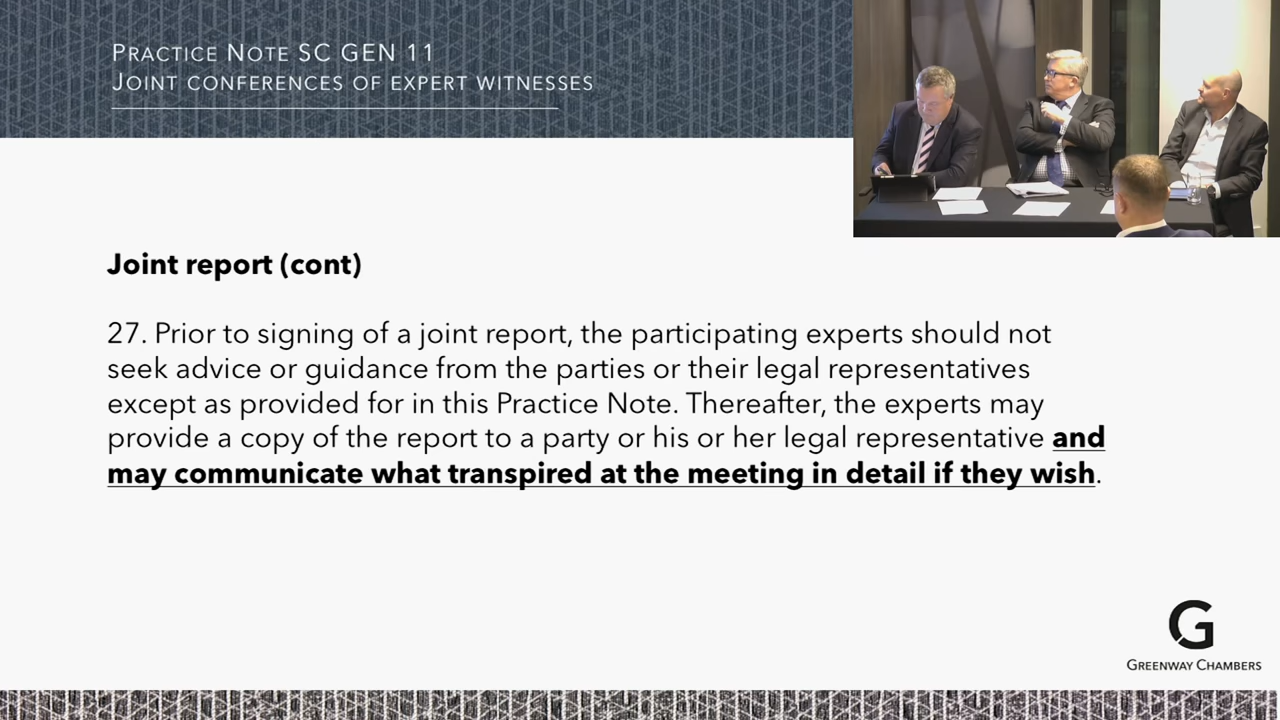 PRACTICE NOTE SC GEN 11
JOINT CONFERENCES OF EXPERT WITNESSES
Joint report (cont)
27. Prior to signing of a joint report, the participating experts should not
seek advice or guidance from the parties or their legal representatives
except as provided for in this Practice Note. Thereafter, the experts may
provide a copy of the report to a party or his or her legal representative and
may communicate what transpired at the meeting in detail if they wish.
G
GREENWAY CHAMBERS